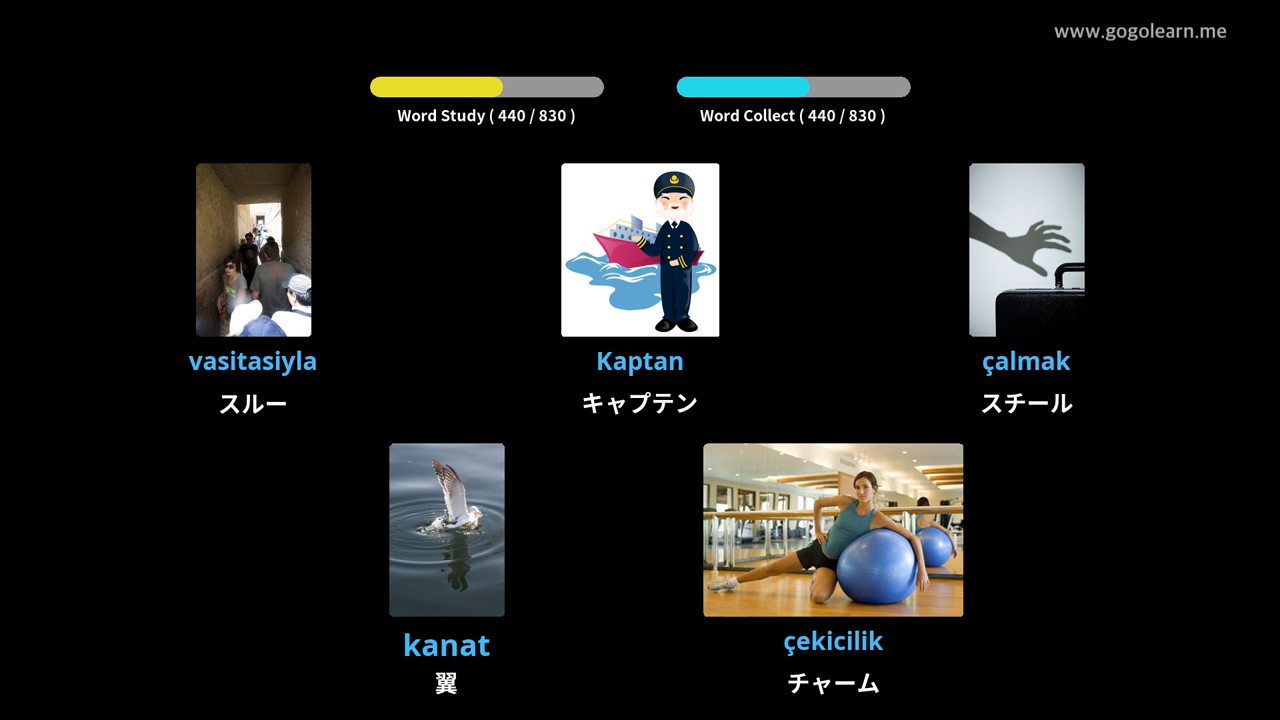 www.gogolearn.me
Word Study ( 440 / 830 )
Word Collect ( 440 / 830 )
vasitasiyla
スルー
Kaptan
キャプテン
çalmak
スチール
kanat
翼
çekicilik
チャーム